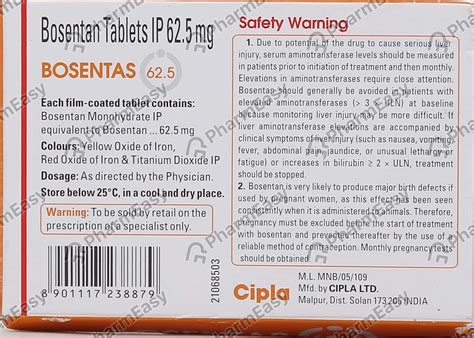 Bosentan Tablets IP 62.5 mg
BOSENTAS 62.5
Each film-coated tablet contains:
Bosentan Monohydrate IP
equivalent to Bosentan ... 62.5 mg
Colours: Yellow Oxide of Iron,
Red Oxide of Iron & Titanium Dioxide IP
Dosage: As directed by the Physician.
Store below 25°C, in a cool and dry place.
Warning: To be sold by retail on the
prescription of a specialist only.
8 901117 238879
21068503
Safety Warning
1. Due to potential of the drug to cause serious liver
injury, serum aminotransferase levels should be measured
in patients prior to initiation of treatment and then monthly.
Elevations in aminotransferases require close attention.
Bosentan should generally be avoided in patients with
elevated aminotransferases (> 3 x ULN) at baseline
because monitoring liver injury may be more difficult. If
liver aminotransferase elevations are accompanied by
clinical symptoms of liver injury (such as nausea, vomiting,
fever, abdominal pain, jaundice, or unusual lethargy or
fatigue) or increases in bilirubin ≥ 2 × ULN, treatment
should be stopped.
2. Bosentan is very likely to produce major birth defects if
used by pregnant women, as this effect has been seen
consistently when it is administered to animals. Therefore,
pregnancy must be excluded before the start of treatment
with bosentan and prevented thereafter by the use of a
reliable method of contraception. Monthly pregnancy tests
should be obtained.
Cipla
M.L. MNB/05/109
Mfd. by CIPLA LTD.
Malpur, Dist. Solan 173 205 INDIA
PharmEasy